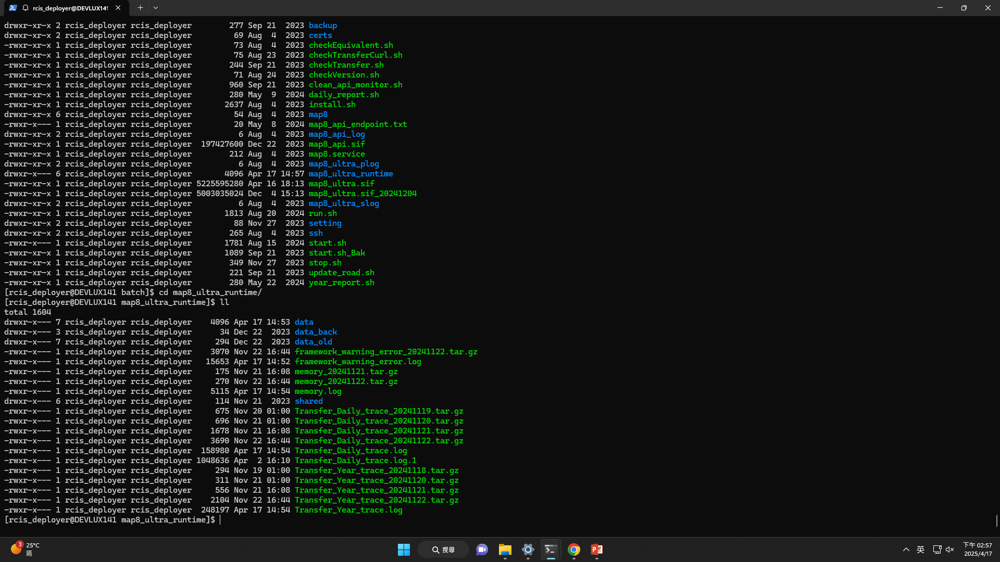 rcis_deployer@DEVLUX141
drwxr-xr-x 2 rcis_deployer rcis_deployer        277 Sep 21  2023 backup
drwxr-xr-x 2 rcis_deployer rcis_deployer         69 Aug  4  2023 certs
-rwxr-xr-x 1 rcis_deployer rcis_deployer         73 Aug  4  2023 checkEquivalent.sh
-rwxr-xr-x 1 rcis_deployer rcis_deployer         75 Aug 23  2023 checkTransferCurl.sh
-rwxr-xr-x 1 rcis_deployer rcis_deployer        244 Sep 21  2023 checkTransfer.sh
-rwxr-xr-x 1 rcis_deployer rcis_deployer         71 Aug 24  2023 checkVersion.sh
-rwxr-xr-x 1 rcis_deployer rcis_deployer        960 Sep 21  2023 clean_api_monitor.sh
-rwxr-xr-x 1 rcis_deployer rcis_deployer        280 May  9  2024 daily_report.sh
-rwxr-xr-x 1 rcis_deployer rcis_deployer       2637 Aug  4  2023 install.sh
drwxr-xr-x 6 rcis_deployer rcis_deployer         54 Aug  4  2023 map8
-rwxr-x--- 1 rcis_deployer rcis_deployer         20 May  8  2024 map8_api_endpoint.txt
drwxr-xr-x 2 rcis_deployer rcis_deployer          6 Aug  4  2023 map8_api_log
-rwxr-xr-x 1 rcis_deployer rcis_deployer  197427600 Dec 22  2023 map8_api.sif
-rwxr-xr-x 1 rcis_deployer rcis_deployer        212 Aug  4  2023 map8.service
drwxr-xr-x 2 rcis_deployer rcis_deployer          6 Aug  4  2023 map8_ultra_plog
drwxr-x--- 6 rcis_deployer rcis_deployer       4096 Apr 17 14:57 map8_ultra_runtime
-rwxr-xr-x 1 rcis_deployer rcis_deployer 5225595280 Apr 16 18:13 map8_ultra.sif
-rwxr-xr-x 1 rcis_deployer rcis_deployer 5003035024 Dec  4 15:13 map8_ultra.sif_20241204
drwxr-xr-x 2 rcis_deployer rcis_deployer          6 Aug  4  2023 map8_ultra_slog
-rwxr-xr-x 1 rcis_deployer rcis_deployer       1813 Aug 20  2024 run.sh
drwxr-xr-x 2 rcis_deployer rcis_deployer         88 Nov 27  2023 setting
drwxr-xr-x 2 rcis_deployer rcis_deployer        265 Aug  4  2023 ssh
-rwxr-x--- 1 rcis_deployer rcis_deployer       1781 Aug 15  2024 start.sh
-rwxr-xr-x 1 rcis_deployer rcis_deployer       1089 Sep 21  2023 start.sh_Bak
-rwxr-xr-x 1 rcis_deployer rcis_deployer        349 Nov 27  2023 stop.sh
-rwxr-xr-x 1 rcis_deployer rcis_deployer        221 Sep 21  2023 update_road.sh
-rwxr-xr-x 1 rcis_deployer rcis_deployer        280 May 22  2024 year_report.sh
[rcis_deployer@DEVLUX141 batch]$ cd map8_ultra_runtime/
[rcis_deployer@DEVLUX141 map8_ultra_runtime]$ ll
total 1604
drwxr-x--- 7 rcis_deployer rcis_deployer    4096 Apr 17 14:53 data
drwxr-x--- 3 rcis_deployer rcis_deployer      34 Dec 22  2023 data_back
drwxr-x--- 7 rcis_deployer rcis_deployer     294 Dec 22  2023 data_old
-rwxr-x--- 1 rcis_deployer rcis_deployer    3070 Nov 22 16:44 framework_warning_error_20241122.tar.gz
-rwxr-x--- 1 rcis_deployer rcis_deployer   15653 Apr 17 14:52 framework_warning_error.log
-rwxr-x--- 1 rcis_deployer rcis_deployer     175 Nov 21 16:08 memory_20241121.tar.gz
-rwxr-x--- 1 rcis_deployer rcis_deployer     270 Nov 22 16:44 memory_20241122.tar.gz
-rwxr-x--- 1 rcis_deployer rcis_deployer    5115 Apr 17 14:54 memory.log
drwxr-x--- 6 rcis_deployer rcis_deployer     114 Nov 21  2023 shared
-rwxr-x--- 1 rcis_deployer rcis_deployer     675 Nov 20 01:00 Transfer_Daily_trace_20241119.tar.gz
-rwxr-x--- 1 rcis_deployer rcis_deployer     696 Nov 21 01:00 Transfer_Daily_trace_20241120.tar.gz
-rwxr-x--- 1 rcis_deployer rcis_deployer    1678 Nov 21 16:08 Transfer_Daily_trace_20241121.tar.gz
-rwxr-x--- 1 rcis_deployer rcis_deployer    3690 Nov 22 16:44 Transfer_Daily_trace_20241122.tar.gz
-rwxr-x--- 1 rcis_deployer rcis_deployer  158980 Apr 17 14:54 Transfer_Daily_trace.log
-rwxr-x--- 1 rcis_deployer rcis_deployer 1048636 Apr  2 16:10 Transfer_Daily_trace.log.1
-rwxr-x--- 1 rcis_deployer rcis_deployer     294 Nov 19 01:00 Transfer_Year_trace_20241118.tar.gz
-rwxr-x--- 1 rcis_deployer rcis_deployer     311 Nov 21 01:00 Transfer_Year_trace_20241120.tar.gz
-rwxr-x--- 1 rcis_deployer rcis_deployer     556 Nov 21 16:08 Transfer_Year_trace_20241121.tar.gz
-rwxr-x--- 1 rcis_deployer rcis_deployer    2104 Nov 22 16:44 Transfer_Year_trace_20241122.tar.gz
-rwxr-x--- 1 rcis_deployer rcis_deployer  248197 Apr 17 14:54 Transfer_Year_trace.log
[rcis_deployer@DEVLUX141 map8_ultra_runtime]$
3
25°C
晴
搜尋
英
下午 02:57
2025/4/17